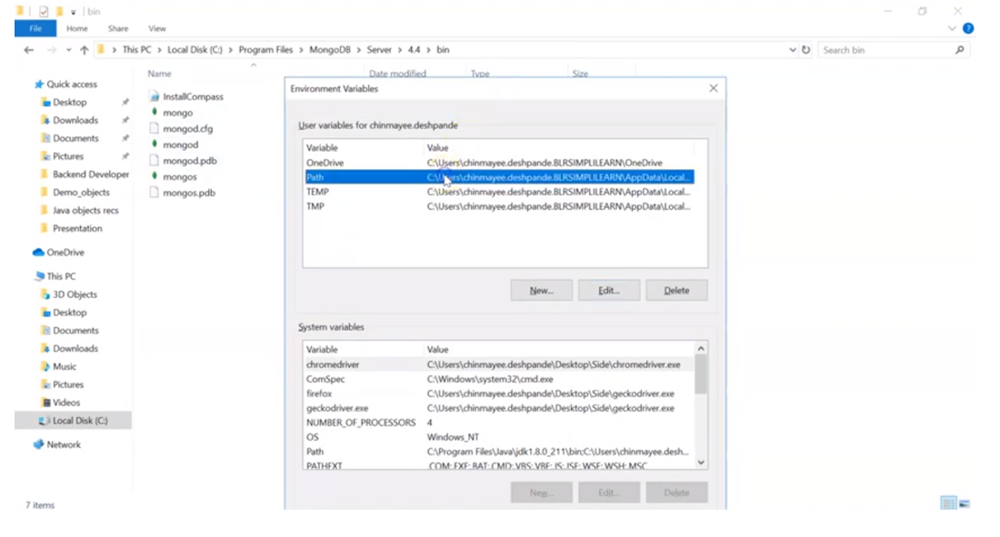 bin
File Home Share View
This PC > Local Disk (C:) > Program Files > MongoDB > Server > 4.4 > bin
Search bin
Name Date modified Type Size
Quick access
Desktop
Downloads
Documents
Pictures
Backend Developer
Demo_objects
Java objects recs
Presentation
OneDrive
This PC
3D Objects
Desktop
Documents
Downloads
Music
Pictures
Videos
Local Disk (C:)
Network
7 items
InstallCompass
mongo
mongod.cfg
mongod
mongod.pdb
mongos
mongos.pdb
Environment Variables
User variables for chinmayee.deshpande
Variable Value
OneDrive C:\Users\chinmayee.deshpande.BLRSIMPLILEARN\OneDrive
Path C:\Users\chinmayee.deshpande.BLRSIMPLILEARN\AppData\Local...
TEMP C:\Users\chinmayee.deshpande.BLRSIMPLILEARN\AppData\Local...
TMP C:\Users\chinmayee.deshpande.BLRSIMPLILEARN\AppData\Local...
New... Edit... Delete
System variables
Variable Value
chromedriver C:\Users\chinmayee.deshpande\Desktop\Side\chromedriver.exe
ComSpec C:\Windows\system32\cmd.exe
firefox C:\Users\chinmayee.deshpande\Desktop\Side\geckodriver.exe
geckodriver.exe C:\Users\chinmayee.deshpande\Desktop\Side\geckodriver.exe
NUMBER_OF_PROCESSORS 4
OS Windows_NT
Path C:\Program Files\Java\jdk1.8.0_211\bin;C:\Users\chinmayee.desh...
PATHEXT .COM;.EXE;.BAT;.CMD;.VBS;.VBE;.JS;.JSE;.WSF;.WSH;.MSC
New... Edit... Delete